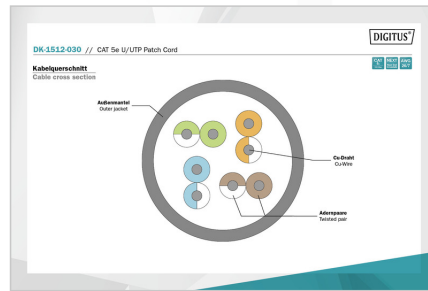 DIGITUS®
DK-1512-030 // CAT 5e U/UTP Patch Cord
Kabelquerschnitt
Cable cross section
Außenmantel
Outer jacket
Cu-Draht
Cu-Wire
Adernpaare
Twisted pair